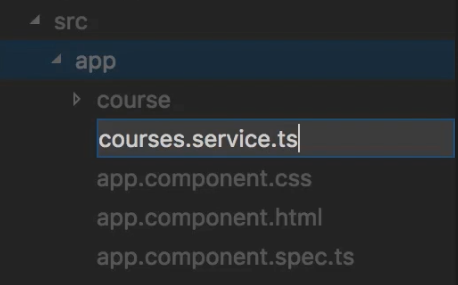 src
app
course
courses.service.ts
app.component.css
app.component.html
app.component.spec.ts